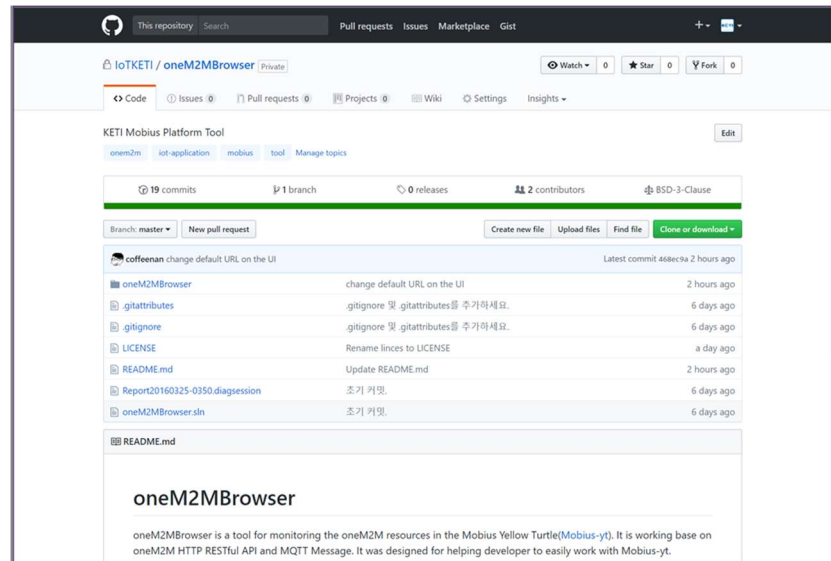 This repository Search Pull requests Issues Marketplace Gist
IoTKETI / oneM2MBrowser Private Watch 0 Star 0 Fork 0
Code Issues 0 Pull requests 0 Projects 0 Wiki Settings Insights
KETI Mobius Platform Tool Edit
onem2m iot-application mobius tool Manage topics
19 commits 1 branch 0 releases 2 contributors BSD-3-Clause
Branch: master New pull request Create new file Upload files Find file Clone or download
coffeenan change default URL on the UI Latest commit 468ec9a 2 hours ago
oneM2MBrowser change default URL on the UI 2 hours ago
.gitattributes .gitignore 및 .gitattributes를 추가하세요. 6 days ago
.gitignore .gitignore 및 .gitattributes를 추가하세요. 6 days ago
LICENSE Rename linces to LICENSE a day ago
README.md Update README.md 2 hours ago
Report20160325-0350.diagsession 초기 커밋. 6 days ago
oneM2MBrowser.sln 초기 커밋. 6 days ago
README.md
oneM2MBrowser
oneM2MBrowser is a tool for monitoring the oneM2M resources in the Mobius Yellow Turtle(Mobius-yt). It is working base on
oneM2M HTTP RESTful API and MQTT Message. It was designed for helping developer to easily work with Mobius-yt.